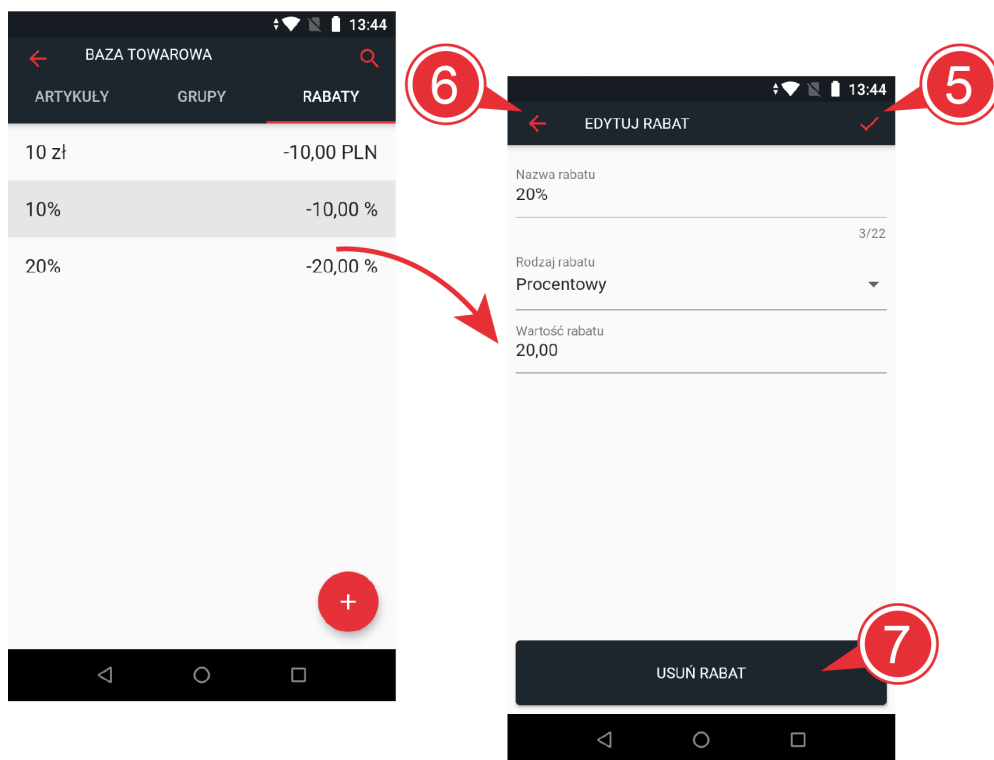 13:44
BAZA TOWAROWA
ARTYKUŁY GRUPY RABATY
10 zł -10,00 PLN
10% -10,00 %
20% -20,00 %
+
6
5
13:44
EDYTUJ RABAT
Nazwa rabatu
20%
3/22
Rodzaj rabatu
Procentowy
Wartość rabatu
20,00
7
USUŃ RABAT